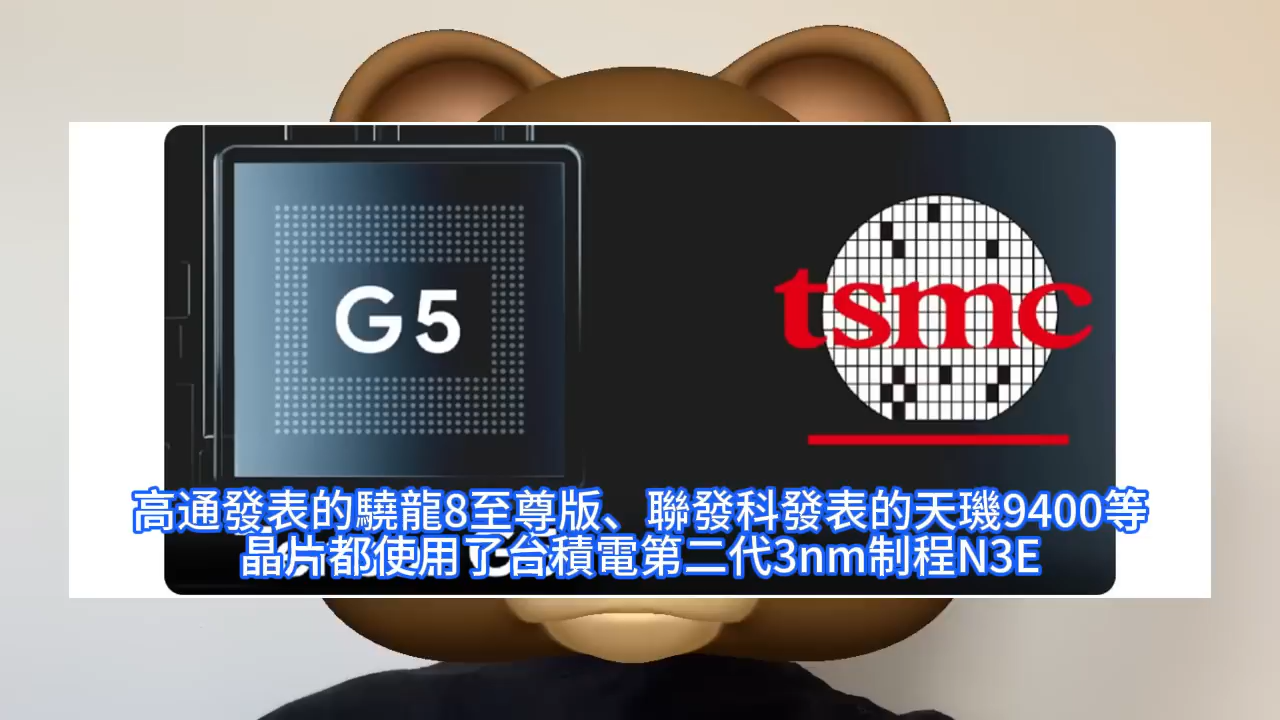 G5
tsmc
高通發表的驍龍8至尊版、聯發科發表的天璣9400等
晶片都使用了台積電第二代3nm制程N3E